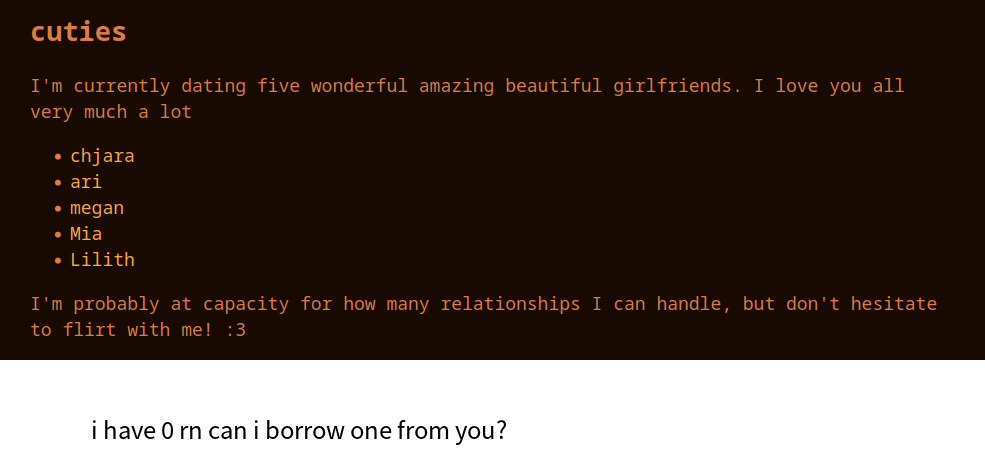 cuties
I'm currently dating five wonderful amazing beautiful girlfriends. I love you all
very much a lot
• chjara
• ari
• megan
• Mia
• Lilith
I'm probably at capacity for how many relationships I can handle, but don't hesitate
to flirt with me! :3
i have 0 rn can i borrow one from you?